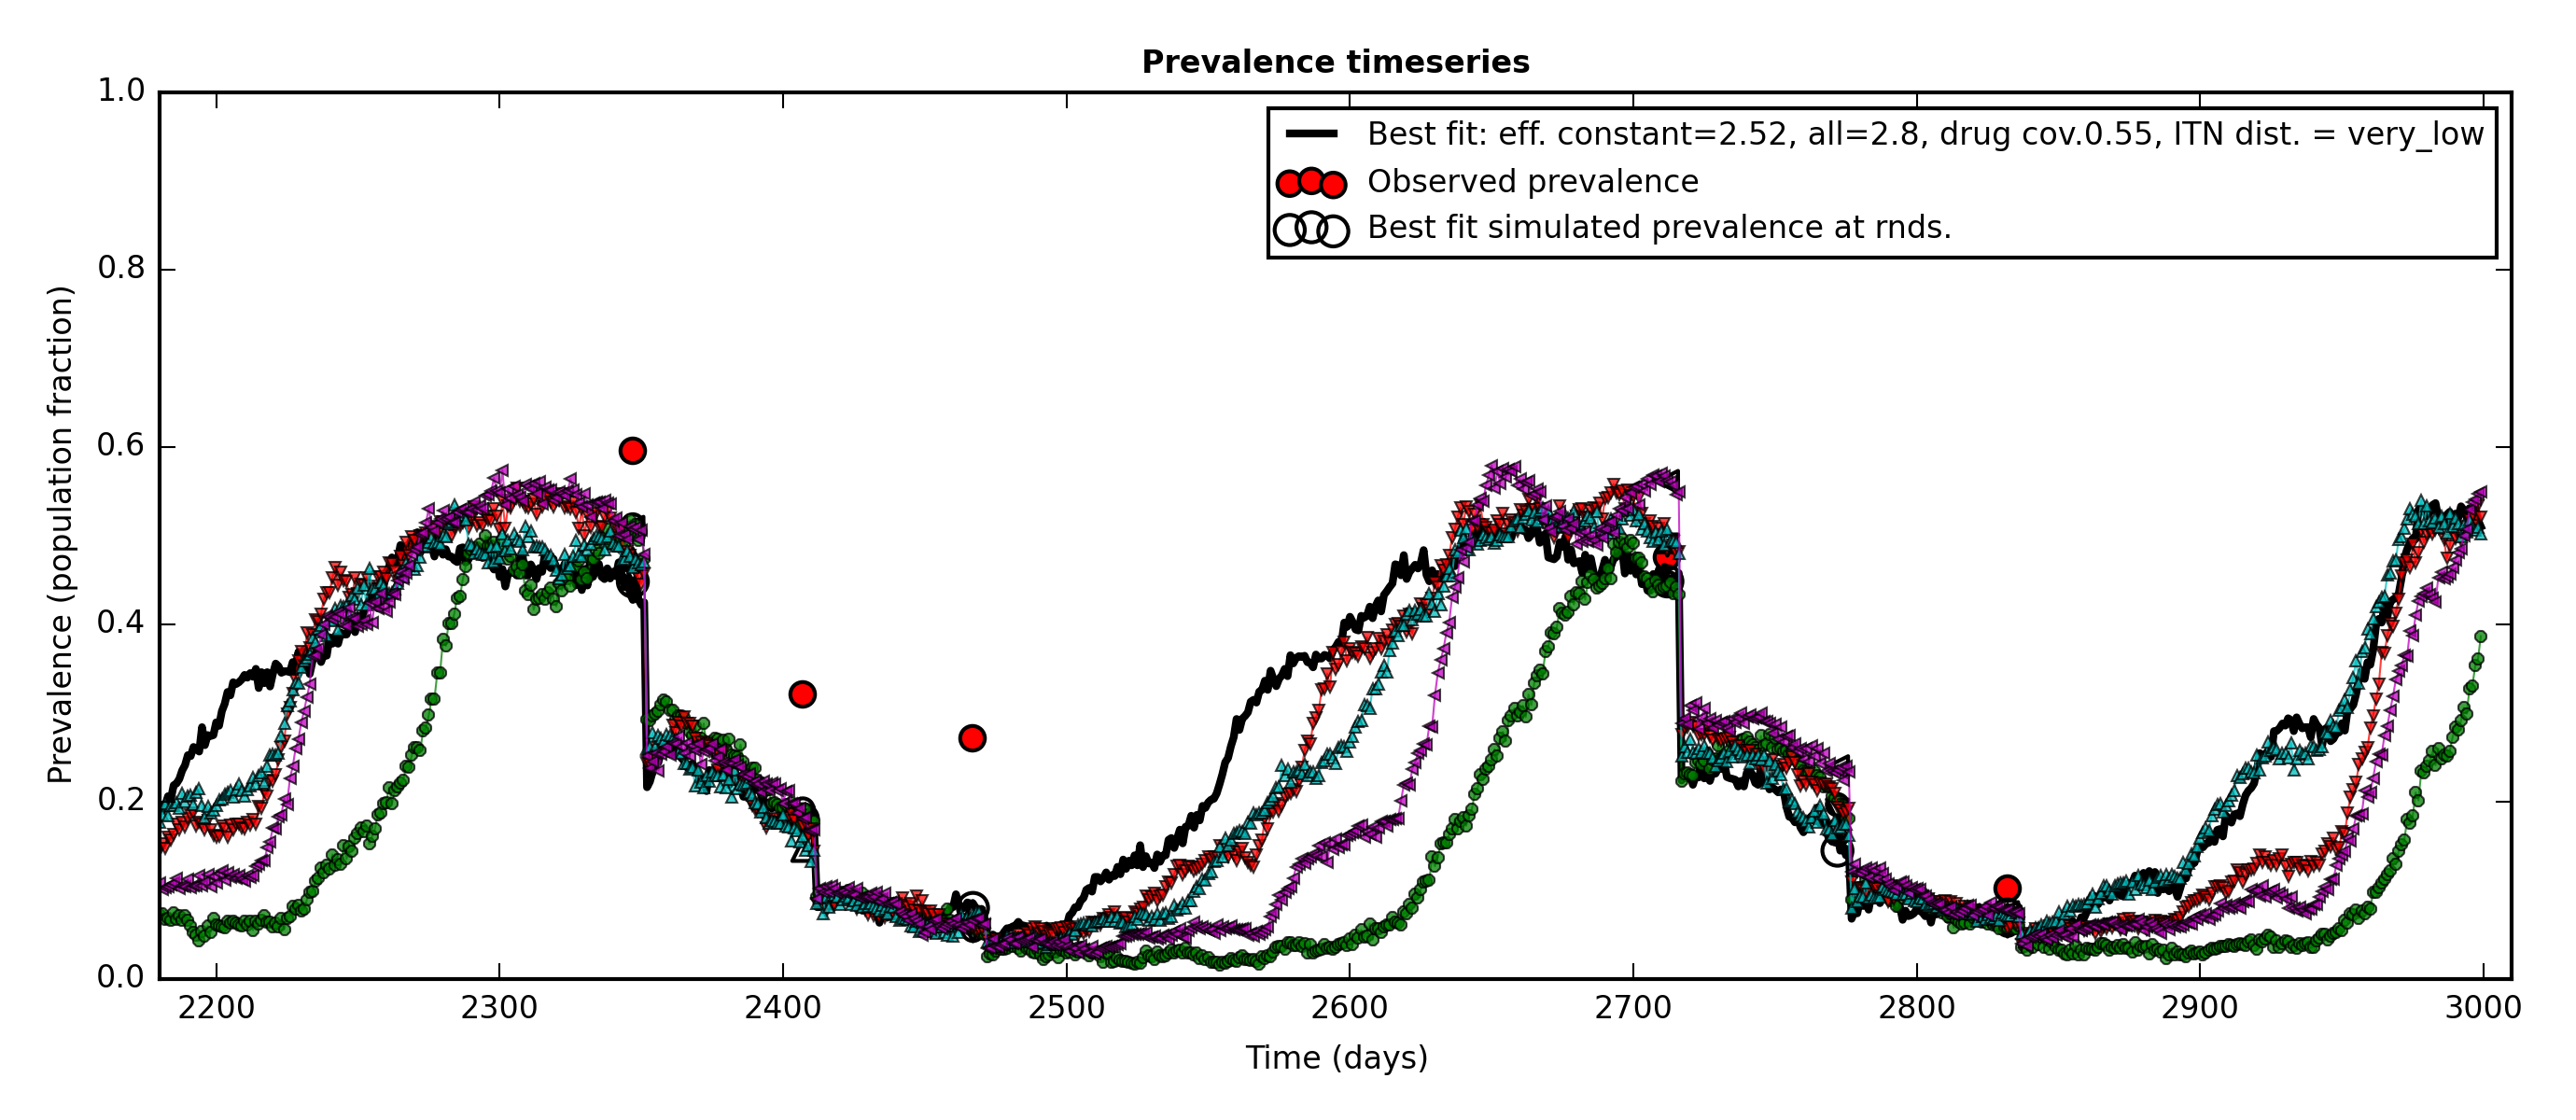 Prevalence timeseries
Best fit: eff. constant=2.52, all=2.8, drug cov.0.55, ITN dist. = very_low
Observed prevalence
Best fit simulated prevalence at rnds.
Prevalence (population fraction)
1.0
0.8
0.6
0.4
0.2
0.0
2200 2300 2400 2500 2600 2700 2800 2900 3000
Time (days)